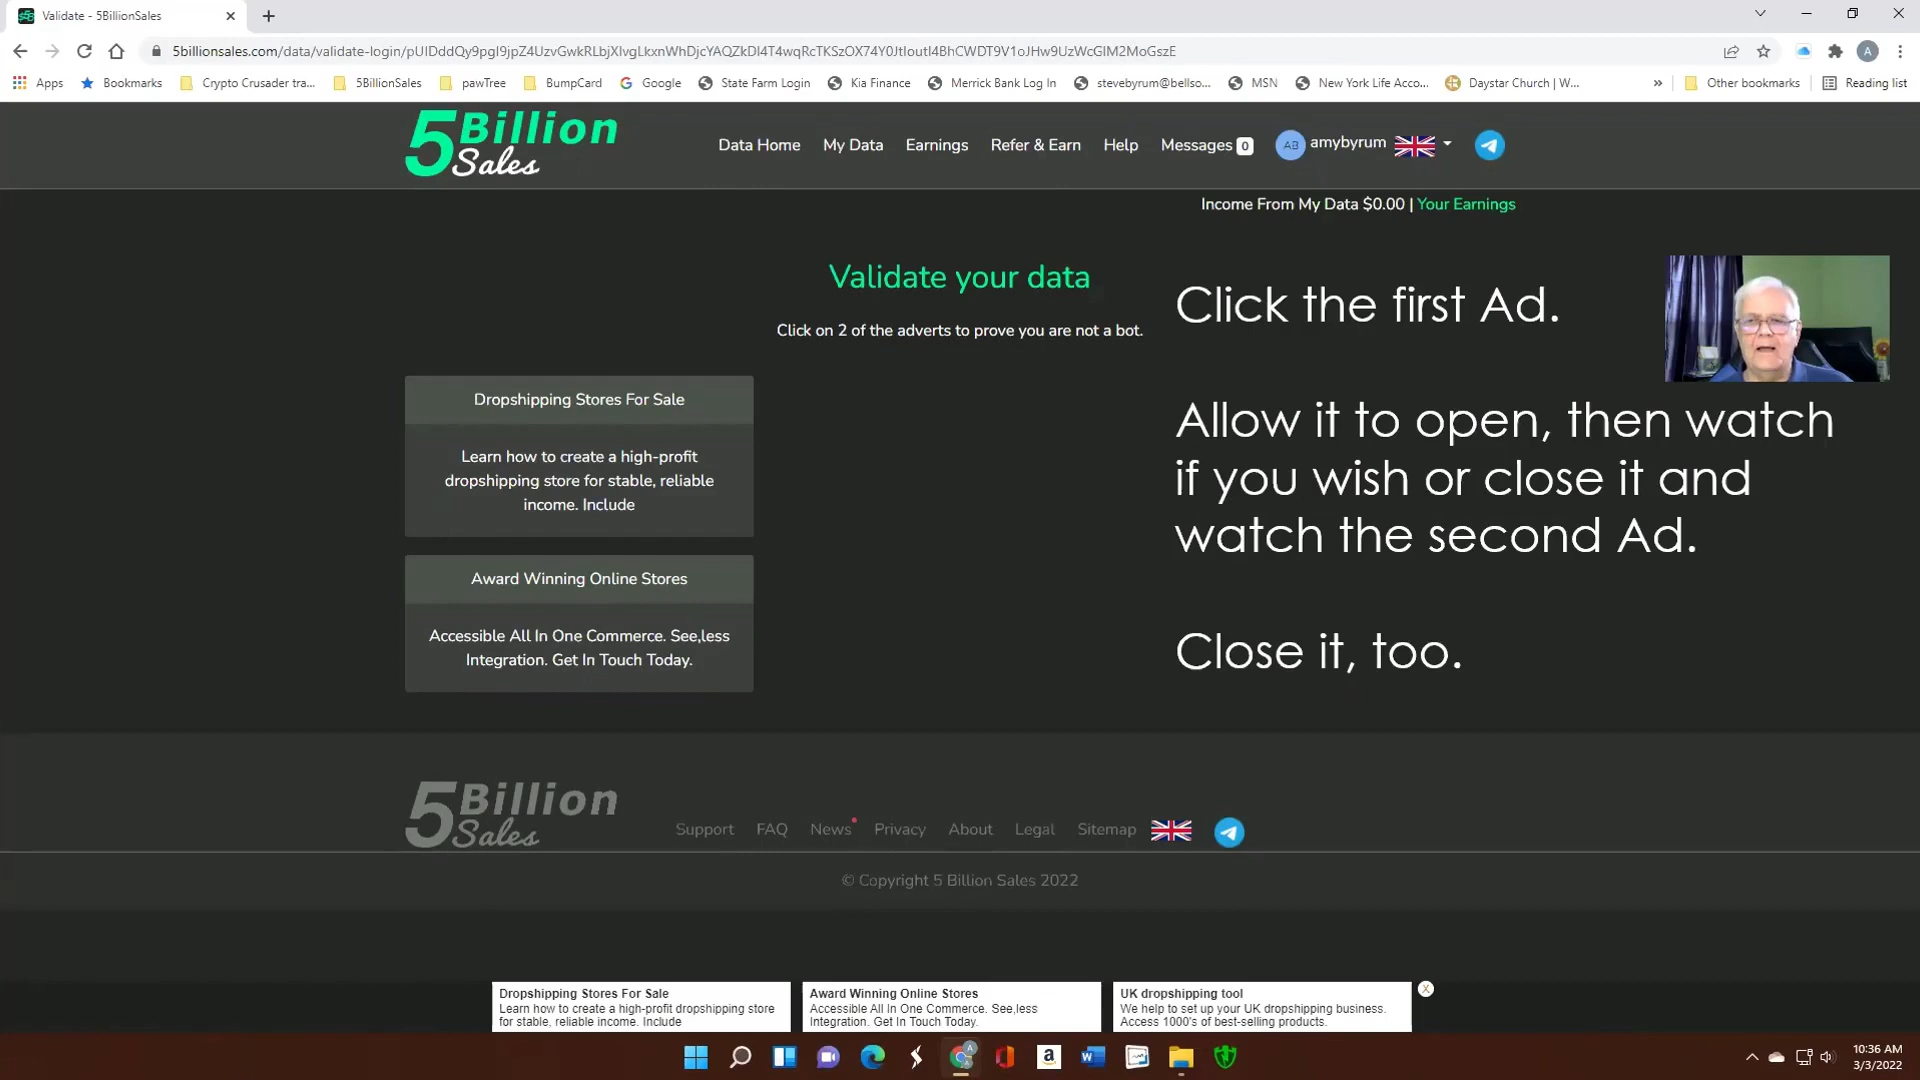 Validate - 5BillionSales
5billionsales.com/data/validate-login/pUIDddQy9pgI9jpZ4UzvGwkRLbjXlvgLkxnWhDjcYAQZkDI4T4wqRcTKSzOX74Y0JtIoutI4BhCWDT9V1oJHw9UzWcGIM2MoGszE
A
Apps
Bookmarks
Crypto Crusader tra...
5BillionSales
pawTree
BumpCard
Google
State Farm Login
Kia Finance
Merrick Bank Log In
stevebyrum@bellso...
MSN
New York Life Acco...
Daystar Church | W...
»
Other bookmarks
Reading list
5Billion
Sales
Data Home
My Data
Earnings
Refer & Earn
Help
Messages 0
AB
amybyrum
Income From My Data $0.00 | Your Earnings
Validate your data
Click on 2 of the adverts to prove you are not a bot.
Click the first Ad.
Allow it to open, then watch
if you wish or close it and
watch the second Ad.
Close it, too.
Dropshipping Stores For Sale
Learn how to create a high-profit
dropshipping store for stable, reliable
income. Include
Award Winning Online Stores
Accessible All In One Commerce. See,less
Integration. Get In Touch Today.
5Billion
Sales
Support
FAQ
News
Privacy
About
Legal
Sitemap
© Copyright 5 Billion Sales 2022
Dropshipping Stores For Sale
Learn how to create a high-profit dropshipping store
for stable, reliable income. Include
Award Winning Online Stores
Accessible All In One Commerce. See,less
Integration. Get In Touch Today.
UK dropshipping tool
We help to set up your UK dropshipping business.
Access 1000's of best-selling products.
X
10:36 AM
3/3/2022